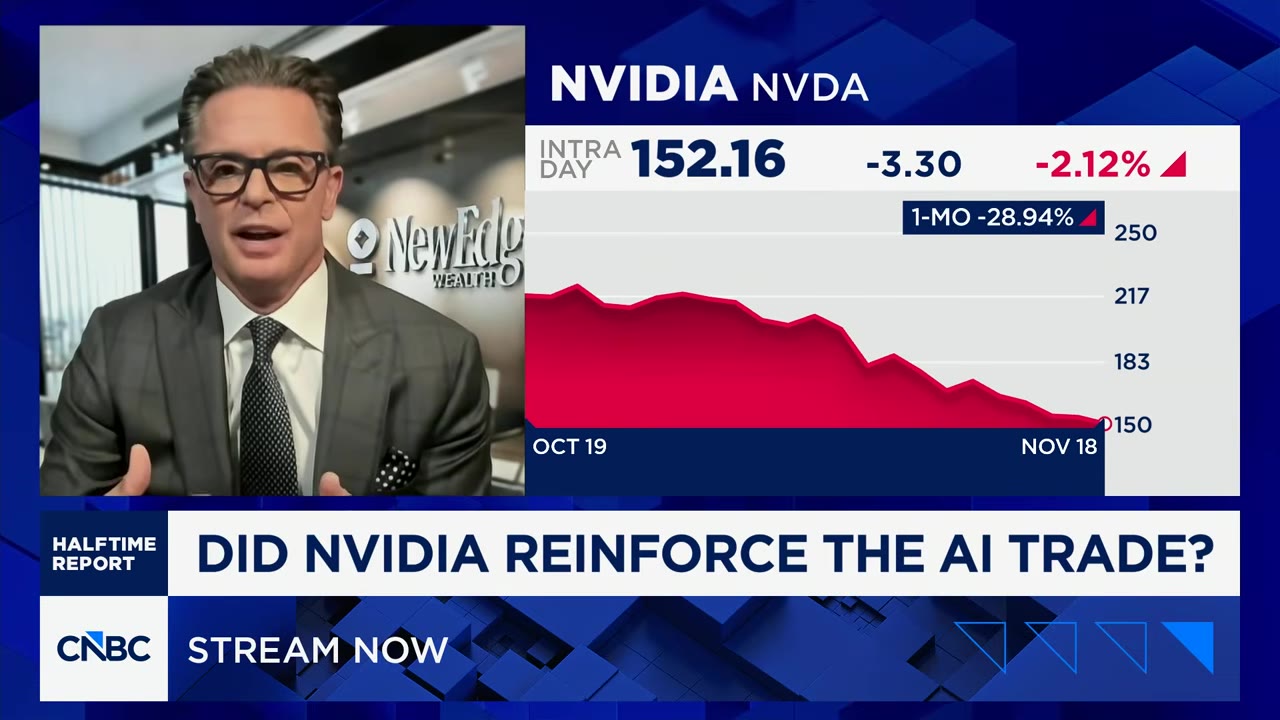 NewEdg
WEALTH
NVIDIA NVDA
INTRA
DAY
152.16
-3.30
-2.12%
1-MO -28.94%
250
217
183
150
OCT 19
NOV 18
HALFTIME
REPORT
DID NVIDIA REINFORCE THE AI TRADE?
CNBC
STREAM NOW